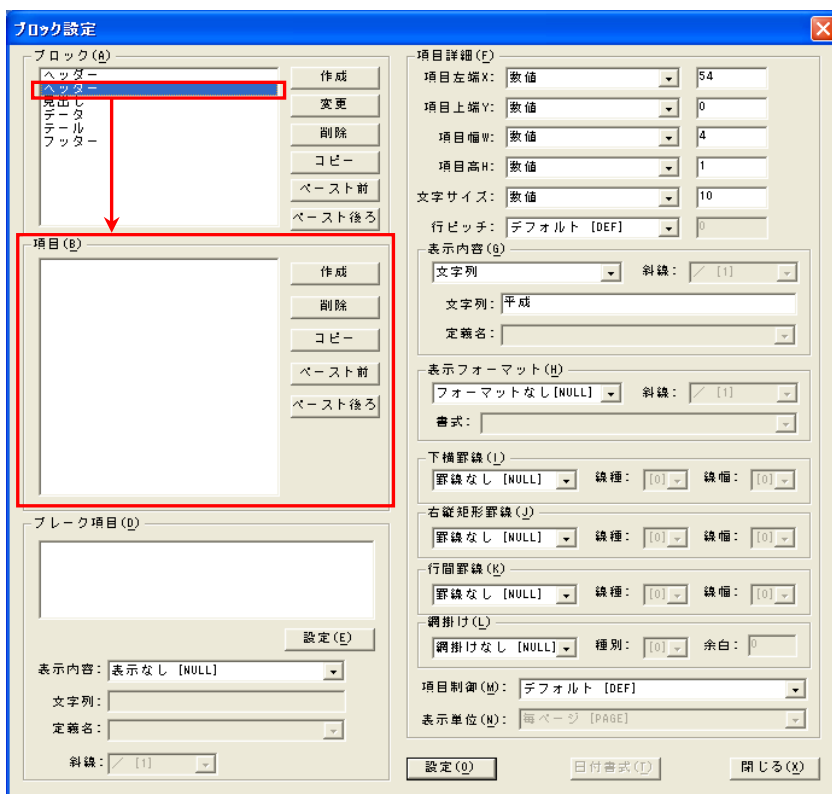 ブロック設定
ブロック(A)
ヘッダー
ヘッダー
見出し
データ
テール
フッター
作成
変更
削除
コピー
ペースト前
ペースト後ろ
項目(B)
作成
削除
コピー
ペースト前
ペースト後ろ
ブレーク項目(D)
設定(E)
表示内容: 表示なし [NULL]
文字列:
定義名:
斜線: ／ [1]
項目詳細(F)
項目左端X: 数値 54
項目上端Y: 数値 0
項目幅W: 数値 4
項目高H: 数値 1
文字サイズ: 数値 10
行ピッチ: デフォルト [DEF] 0
表示内容(G)
文字列 斜線: ／ [1]
文字列: 平成
定義名:
表示フォーマット(H)
フォーマットなし[NULL] 斜線: ／ [1]
書式:
下横罫線(I)
罫線なし [NULL] 線種: [0] 線幅: [0]
右縦矩形罫線(J)
罫線なし [NULL] 線種: [0] 線幅: [0]
行間罫線(K)
罫線なし [NULL] 線種: [0] 線幅: [0]
網掛け(L)
網掛けなし [NULL] 種別: [0] 余白: 0
項目制御(M): デフォルト [DEF]
表示単位(N): 毎ページ [PAGE]
設定(O) 日付書式(T) 閉じる(X)